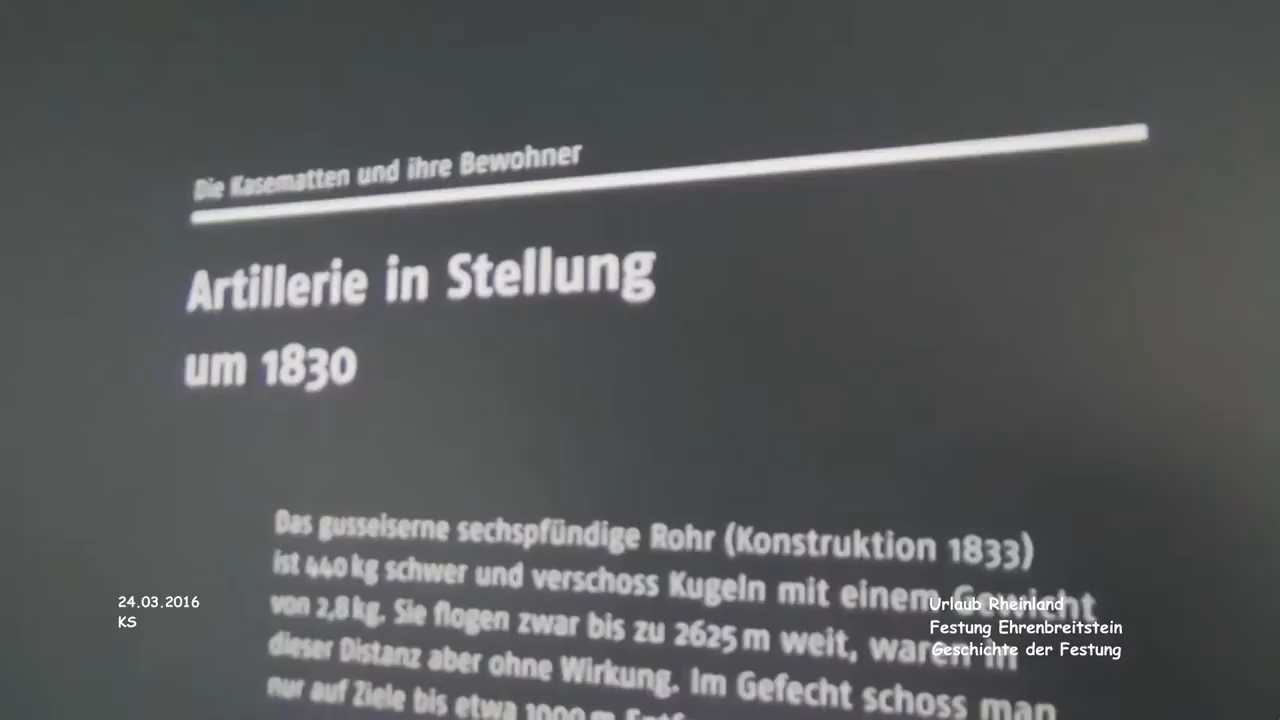 Die Kasematten und ihre Bewohner
Artillerie in Stellung
um 1830
Das gusseiserne sechspfündige Rohr (Konstruktion 1833)
ist 440 kg schwer und verschoss Kugeln mit einem Gewicht
von 2,8 kg. Sie flogen zwar bis zu 2625 m weit, waren in
dieser Distanz aber ohne Wirkung. Im Gefecht schoss man
nur auf Ziele bis etwa 1000 m
24.03.2016
KS
Urlaub Rheinland
Festung Ehrenbreitstein
Geschichte der Festung